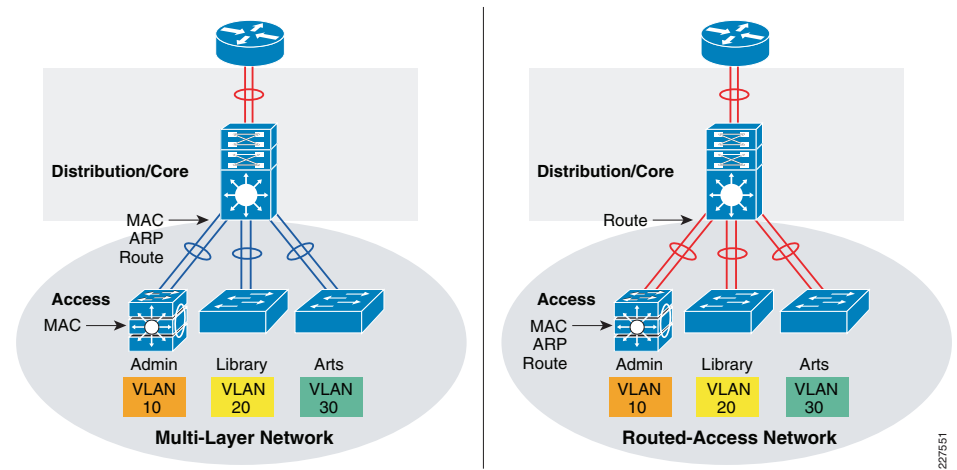 Distribution/Core
MAC
ARP
Route
Access
MAC
Admin
Library
Arts
VLAN
10
VLAN
20
VLAN
30
Multi-Layer Network
Distribution/Core
Route
Access
MAC
ARP
Route
Admin
Library
Arts
VLAN
10
VLAN
20
VLAN
30
Routed-Access Network
227551